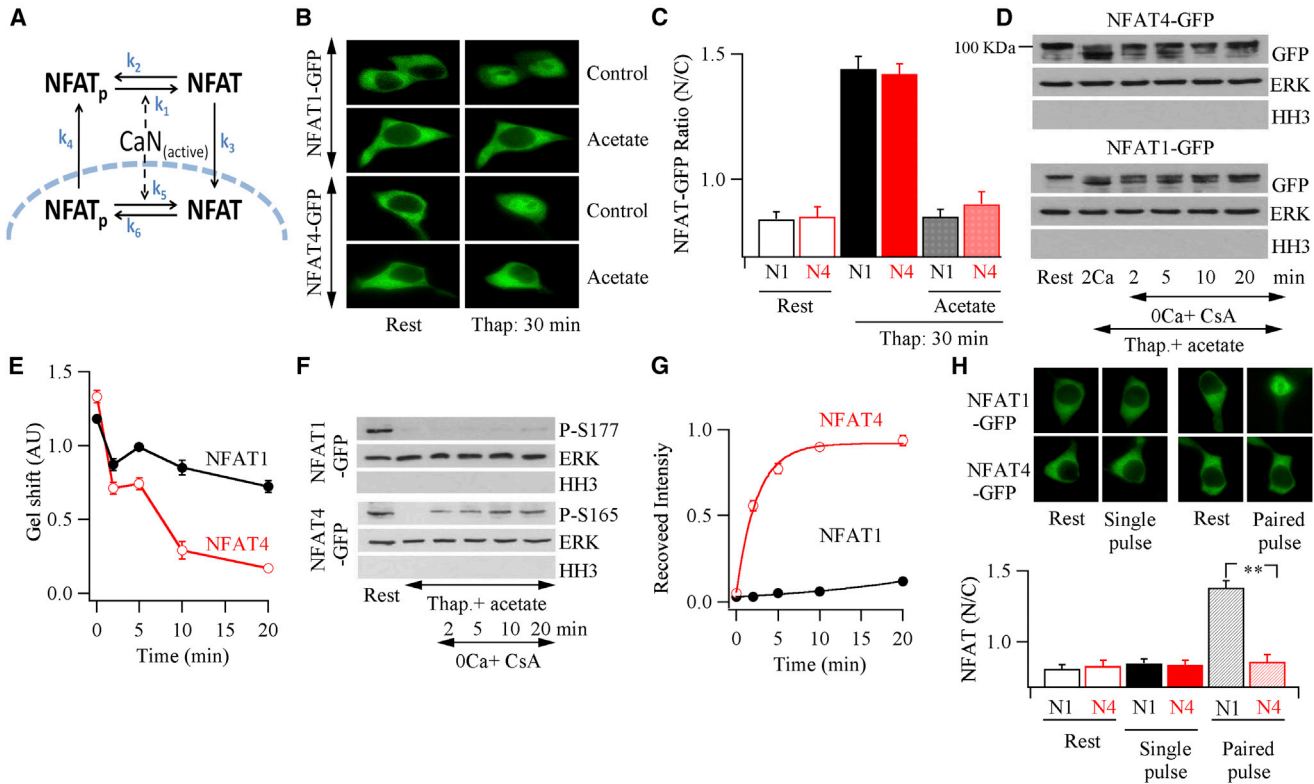 A
NFATp
k2
k1
NFAT
k4
CaN(active)
k3
NFATp
k5
k6
NFAT
B
NFAT1-GFP
NFAT4-GFP
Control
Acetate
Control
Acetate
Rest
Thap: 30 min
C
NFAT-GFP Ratio (N/C)
1.5
1.0
N1 N4 N1 N4 N1 N4
Rest
Acetate
Thap: 30 min
D
NFAT4-GFP
100 KDa
GFP
ERK
HH3
NFAT1-GFP
GFP
ERK
HH3
Rest 2Ca 2 5 10 20 min
0Ca+ CsA
Thap.+ acetate
E
Gel shift (AU)
1.5
1.0
0.5
0.0
NFAT1
NFAT4
0 5 10 15 20
Time (min)
F
NFAT1
-GFP
P-S177
ERK
HH3
NFAT4
-GFP
P-S165
ERK
HH3
Rest
Thap.+ acetate
2 5 10 20 min
0Ca+ CsA
G
Recoveed Intensiy
1.0
0.5
0.0
NFAT4
NFAT1
0 5 10 15 20
Time (min)
H
NFAT1
-GFP
NFAT4
-GFP
Rest
Single
pulse
Rest
Paired
pulse
NFAT (N/C)
1.5
1.0
**
N1 N4 N1 N4 N1 N4
Rest
Single
pulse
Paired
pulse